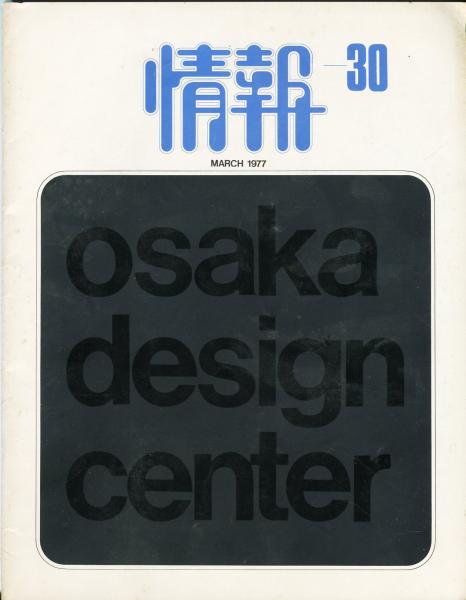 情報 —30
MARCH 1977
osaka
design
center